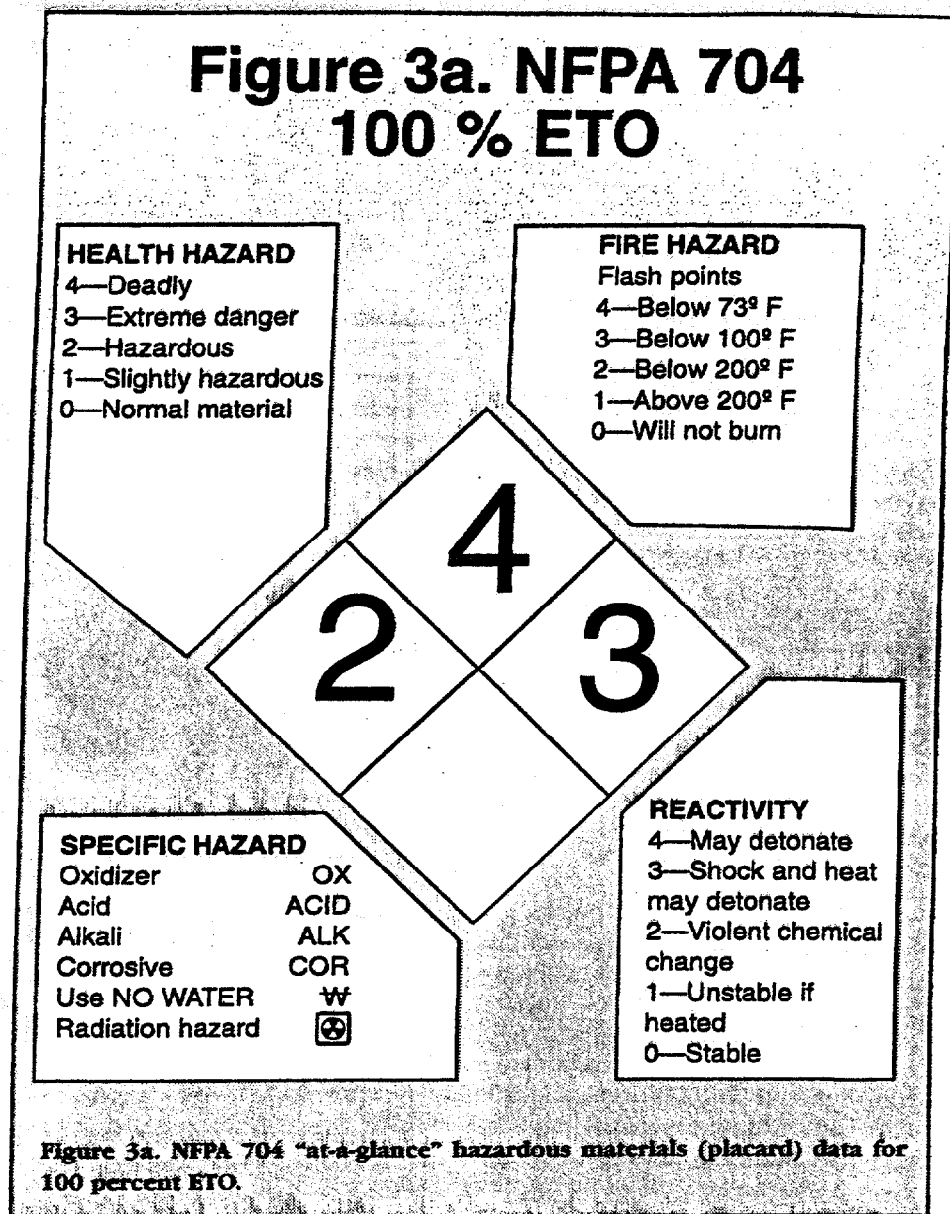 Figure 3a. NFPA 704
100 % ETO
HEALTH HAZARD
4—Deadly
3—Extreme danger
2—Hazardous
1—Slightly hazardous
0—Normal material
FIRE HAZARD
Flash points
4—Below 73º F
3—Below 100º F
2—Below 200º F
1—Above 200º F
0—Will not burn
4
2
3
SPECIFIC HAZARD
Oxidizer OX
Acid ACID
Alkali ALK
Corrosive COR
Use NO WATER W̶
Radiation hazard
REACTIVITY
4—May detonate
3—Shock and heat
may detonate
2—Violent chemical
change
1—Unstable if
heated
0—Stable
Figure 3a. NFPA 704 "at-a-glance" hazardous materials (placard) data for
100 percent ETO.